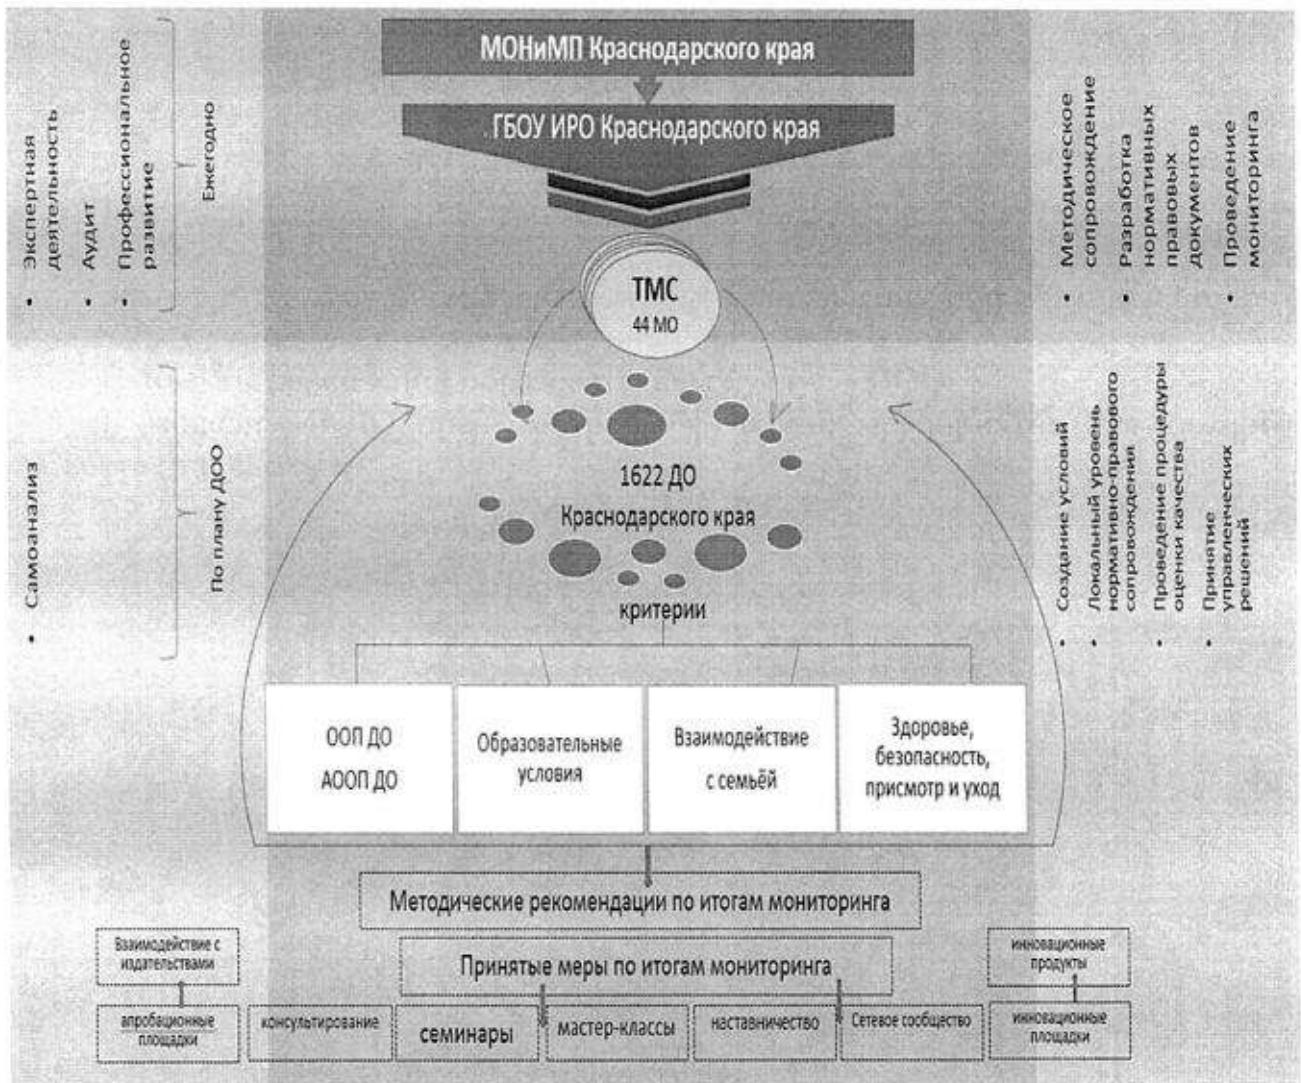 МОНиМП Краснодарского края
ГБОУ ИРО Краснодарского края
• Экспертная
деятельность
• Аудит
• Профессиональное
развитие
Ежегодно
• Методическое
сопровождение
• Разработка
нормативных
правовых
документов
• Проведение
мониторинга
ТМС
44 МО
• Самоанализ
По плану ДОО
1622 ДО
Краснодарского края
критерии
• Создание условий
• Локальный уровень
нормативно-правового
сопровождения
• Проведение процедуры
оценки качества
• Принятие
управленческих
решений
ООП ДО
АООП ДО
Образовательные
условия
Взаимодействие
с семьёй
Здоровье,
безопасность,
присмотр и уход
Методические рекомендации по итогам мониторинга
Взаимодействие с
издательствами
Принятые меры по итогам мониторинга
инновационные
продукты
апробационные
площадки
консультирование
семинары
мастер-классы
наставничество
Сетевое сообщество
инновационные
площадки